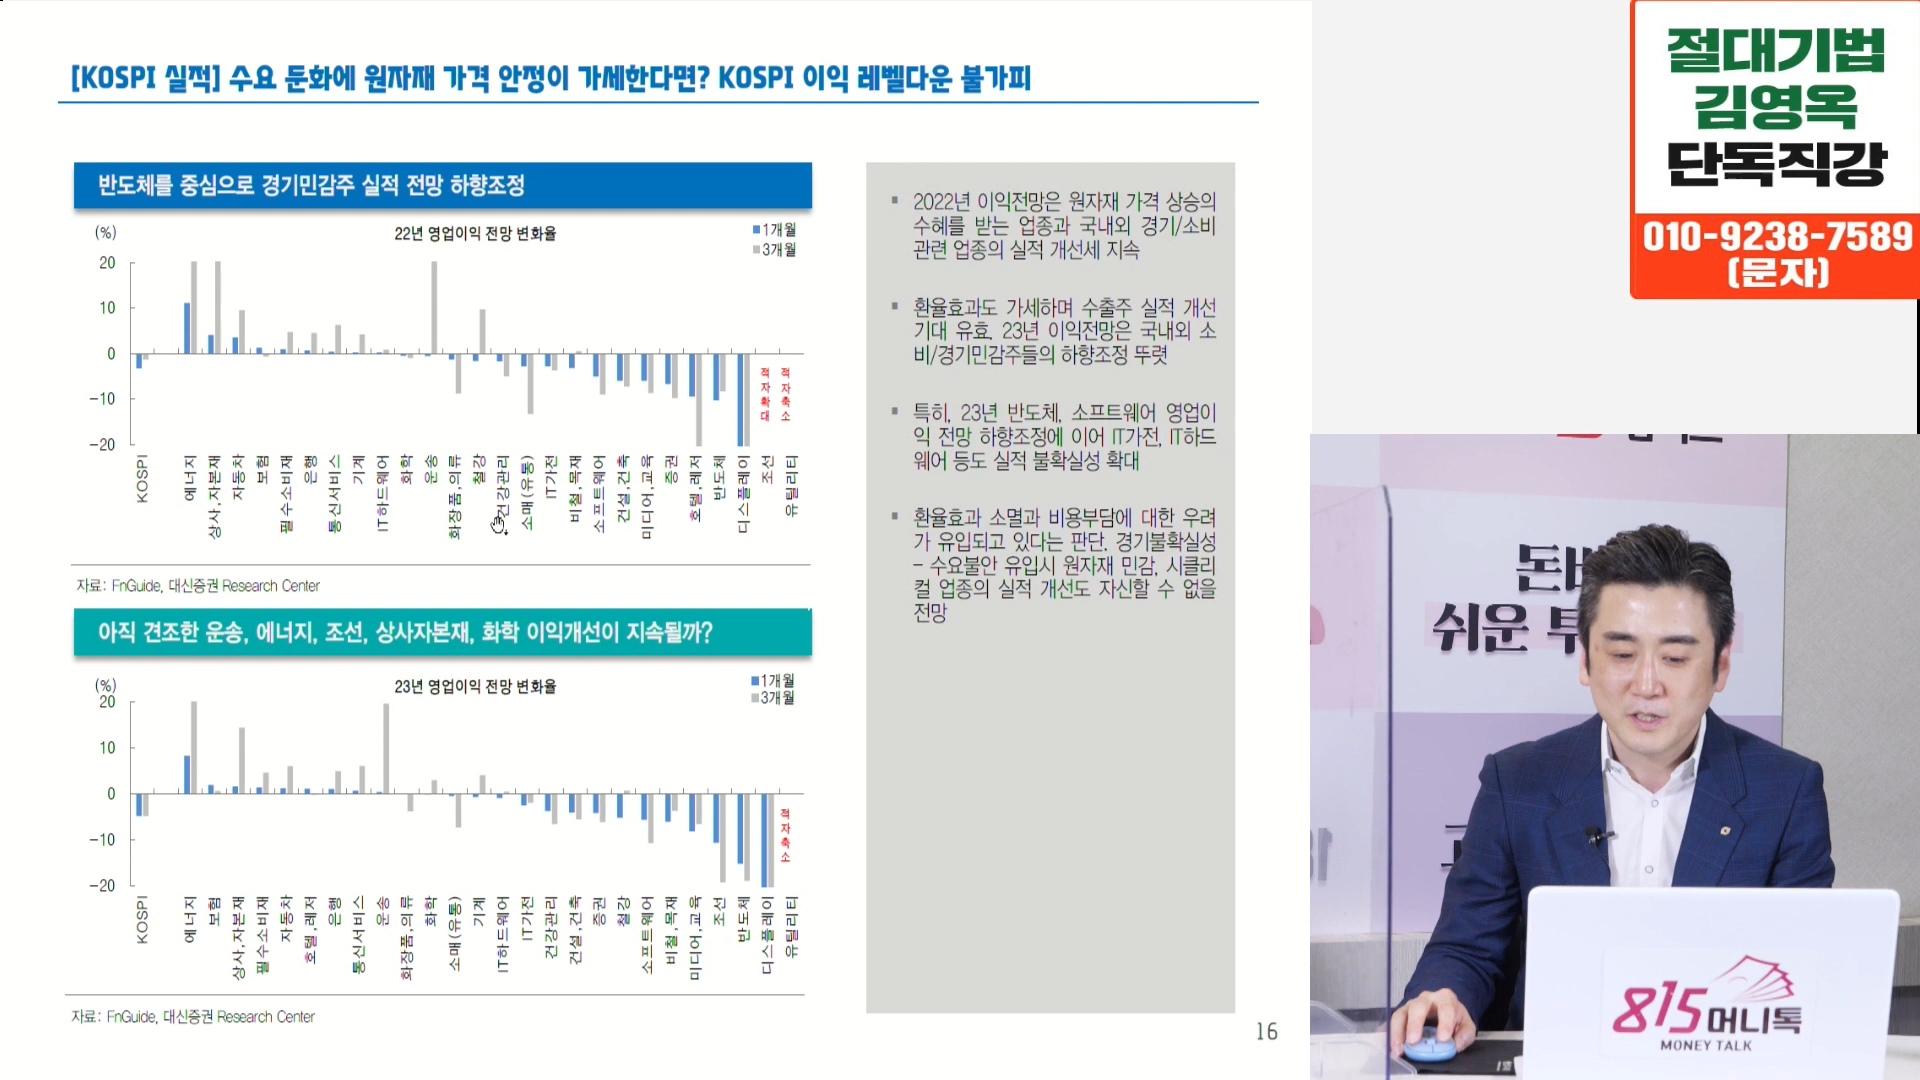 [KOSPI 실적] 수요 둔화에 원자재 가격 안정이 가세한다면? KOSPI 이익 레벨다운 불가피
반도체를 중심으로 경기민감주 실적 전망 하향조정
(%)
22년 영업이익 전망 변화율
1개월
3개월
20
10
0
-10
-20
적자확대
적자축소
KOSPI
에너지
상사,자본재
자동차
보험
필수소비재
은행
통신서비스
기계
IT하드웨어
화학
운송
화장품,의류
철강
건강관리
소매(유통)
IT가전
비철,목재
소프트웨어
건설,건축
미디어,교육
증권
호텔,레저
반도체
디스플레이
조선
유틸리티
자료: FnGuide, 대신증권 Research Center
아직 견조한 운송, 에너지, 조선, 상사자본재, 화학 이익개선이 지속될까?
(%)
23년 영업이익 전망 변화율
1개월
3개월
20
10
0
-10
-20
적자축소
KOSPI
에너지
보험
상사,자본재
필수소비재
자동차
호텔,레저
은행
통신서비스
운송
화장품,의류
화학
소매(유통)
기계
IT하드웨어
IT가전
건강관리
건설,건축
증권
철강
소프트웨어
비철,목재
미디어,교육
조선
반도체
디스플레이
유틸리티
자료: FnGuide, 대신증권 Research Center
▪ 2022년 이익전망은 원자재 가격 상승의
수혜를 받는 업종과 국내외 경기/소비
관련 업종의 실적 개선세 지속
▪ 환율효과도 가세하며 수출주 실적 개선
기대 유효. 23년 이익전망은 국내외 소
비/경기민감주들의 하향조정 뚜렷
▪ 특히, 23년 반도체, 소프트웨어 영업이
익 전망 하향조정에 이어 IT가전, IT하드
웨어 등도 실적 불확실성 확대
▪ 환율효과 소멸과 비용부담에 대한 우려
가 유입되고 있다는 판단. 경기불확실성
– 수요불안 유입시 원자재 민감, 시클리
컬 업종의 실적 개선도 자신할 수 없을
전망
16
절대기법
김영옥
단독직강
010-9238-7589
(문자)
쉬운
815머니톡
MONEY TALK